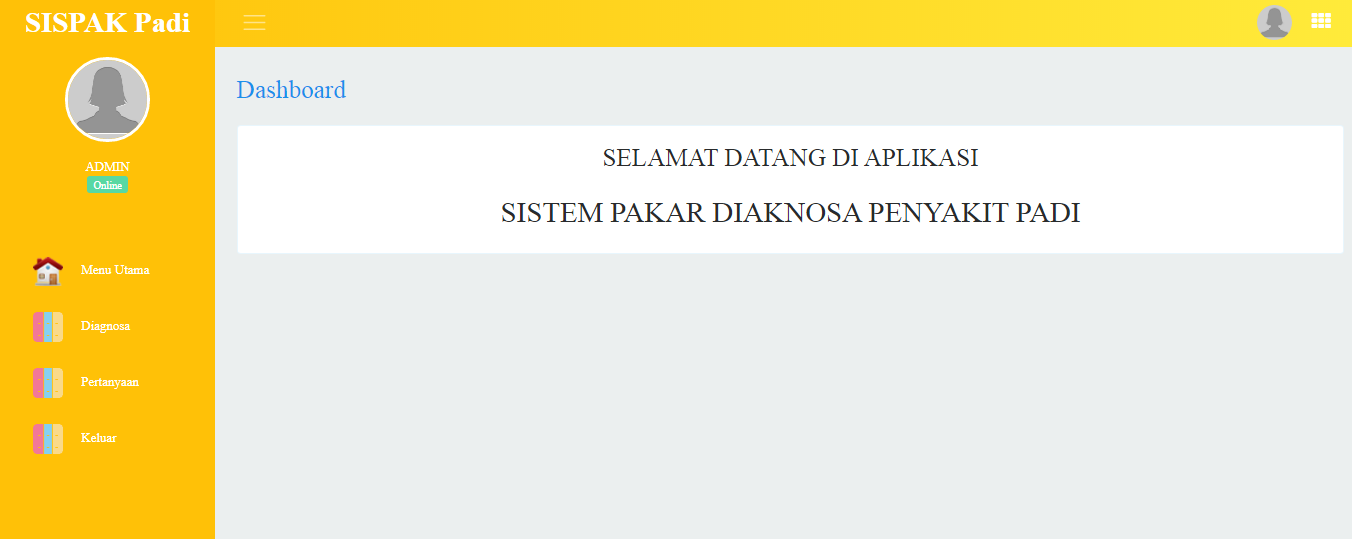 SISPAK Padi
ADMIN
Online
Menu Utama
Diagnosa
Pertanyaan
Keluar
Dashboard
SELAMAT DATANG DI APLIKASI
SISTEM PAKAR DIAKNOSA PENYAKIT PADI